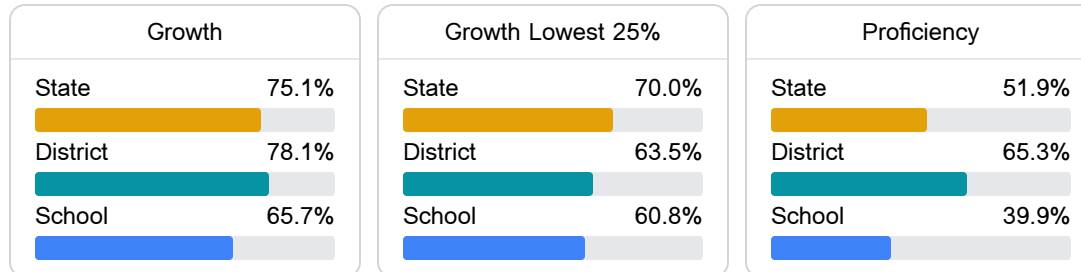 Growth
State 75.1%
District 78.1%
School 65.7%
Growth Lowest 25%
State 70.0%
District 63.5%
School 60.8%
Proficiency
State 51.9%
District 65.3%
School 39.9%